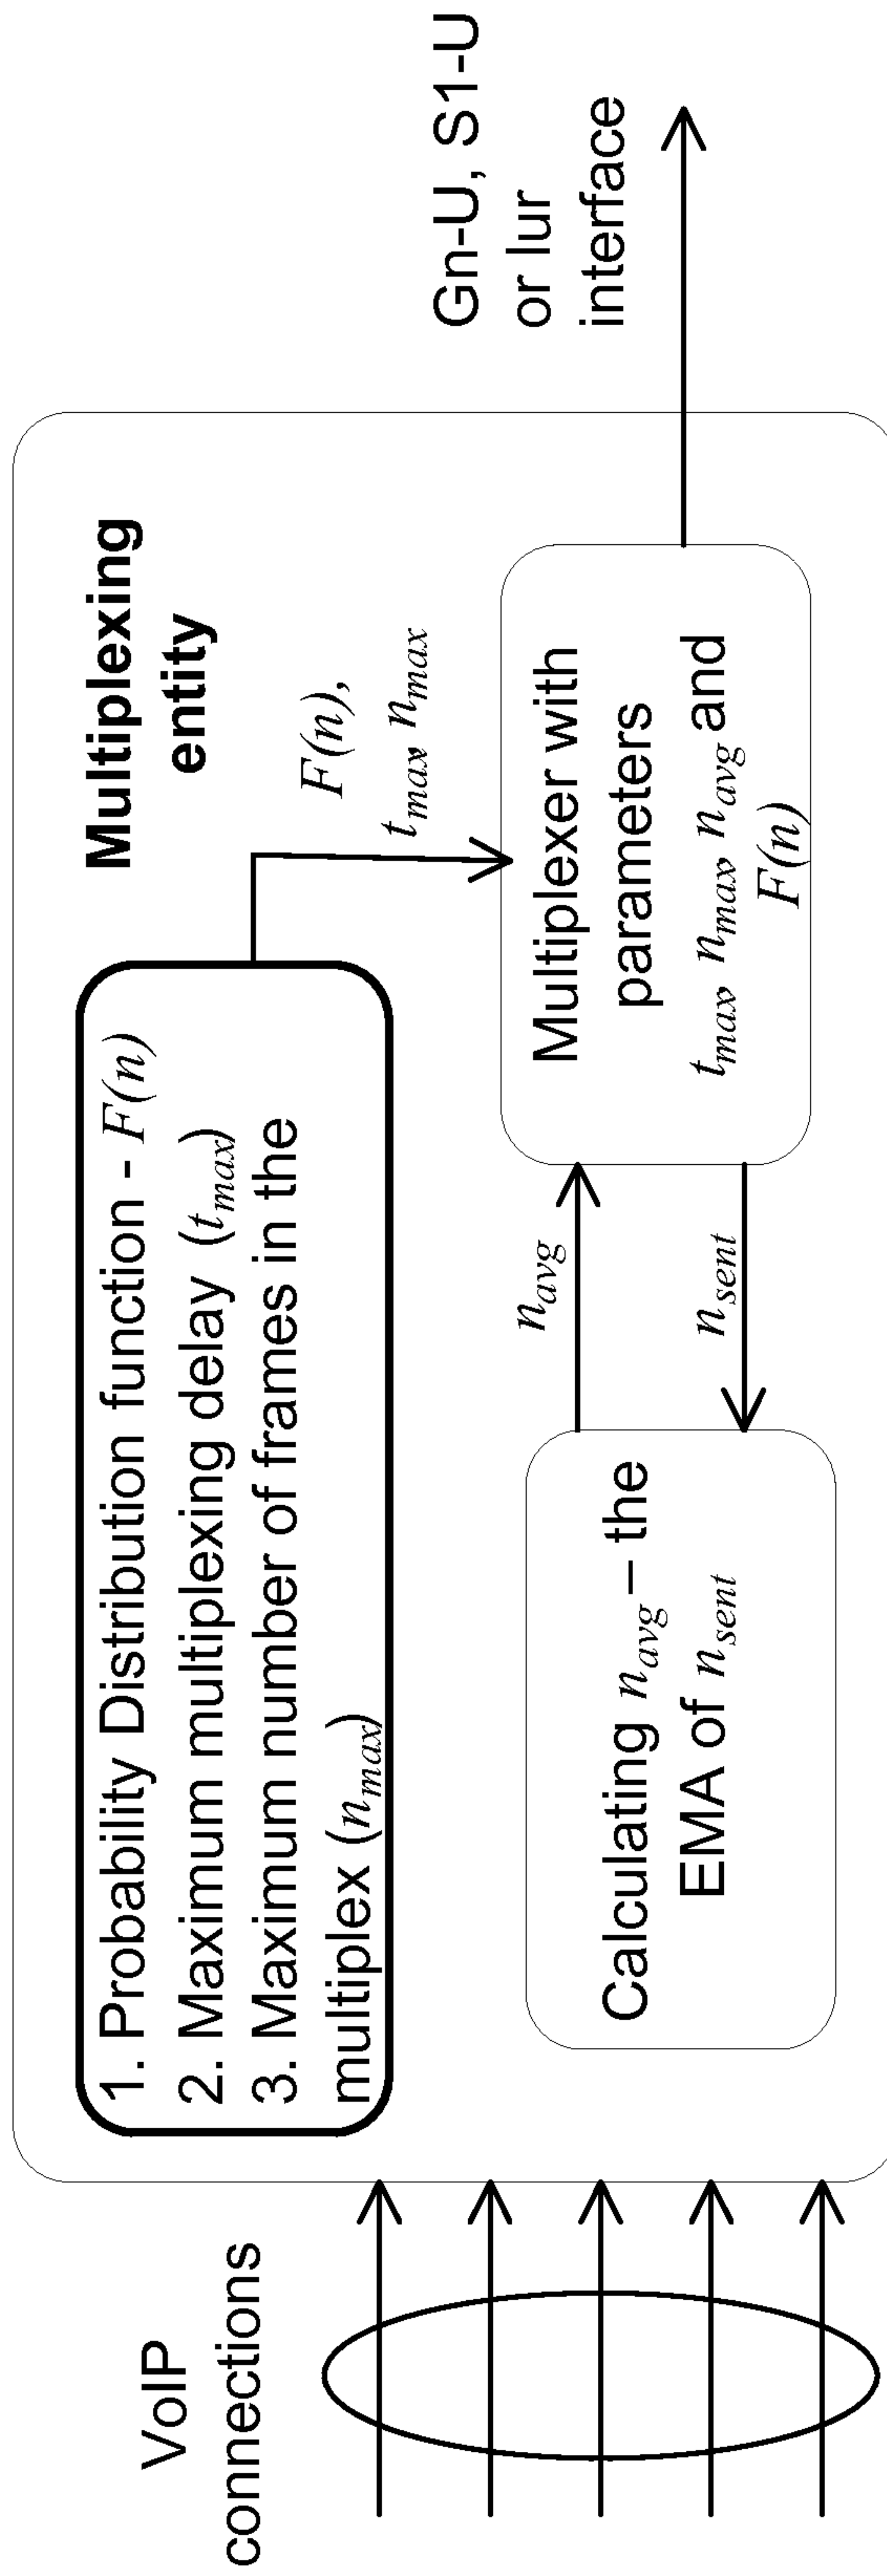 VoIP
connections
Multiplexing
entity
1. Probability Distribution function - F(n)
2. Maximum multiplexing delay (tmax)
3. Maximum number of frames in the
multiplex (nmax)
F(n),
tmax, nmax
Calculating navg – the
EMA of nsent
navg
nsent
Multiplexer with
parameters
tmax, nmax, navg and
F(n)
Gn-U, S1-U
or Iur
interface